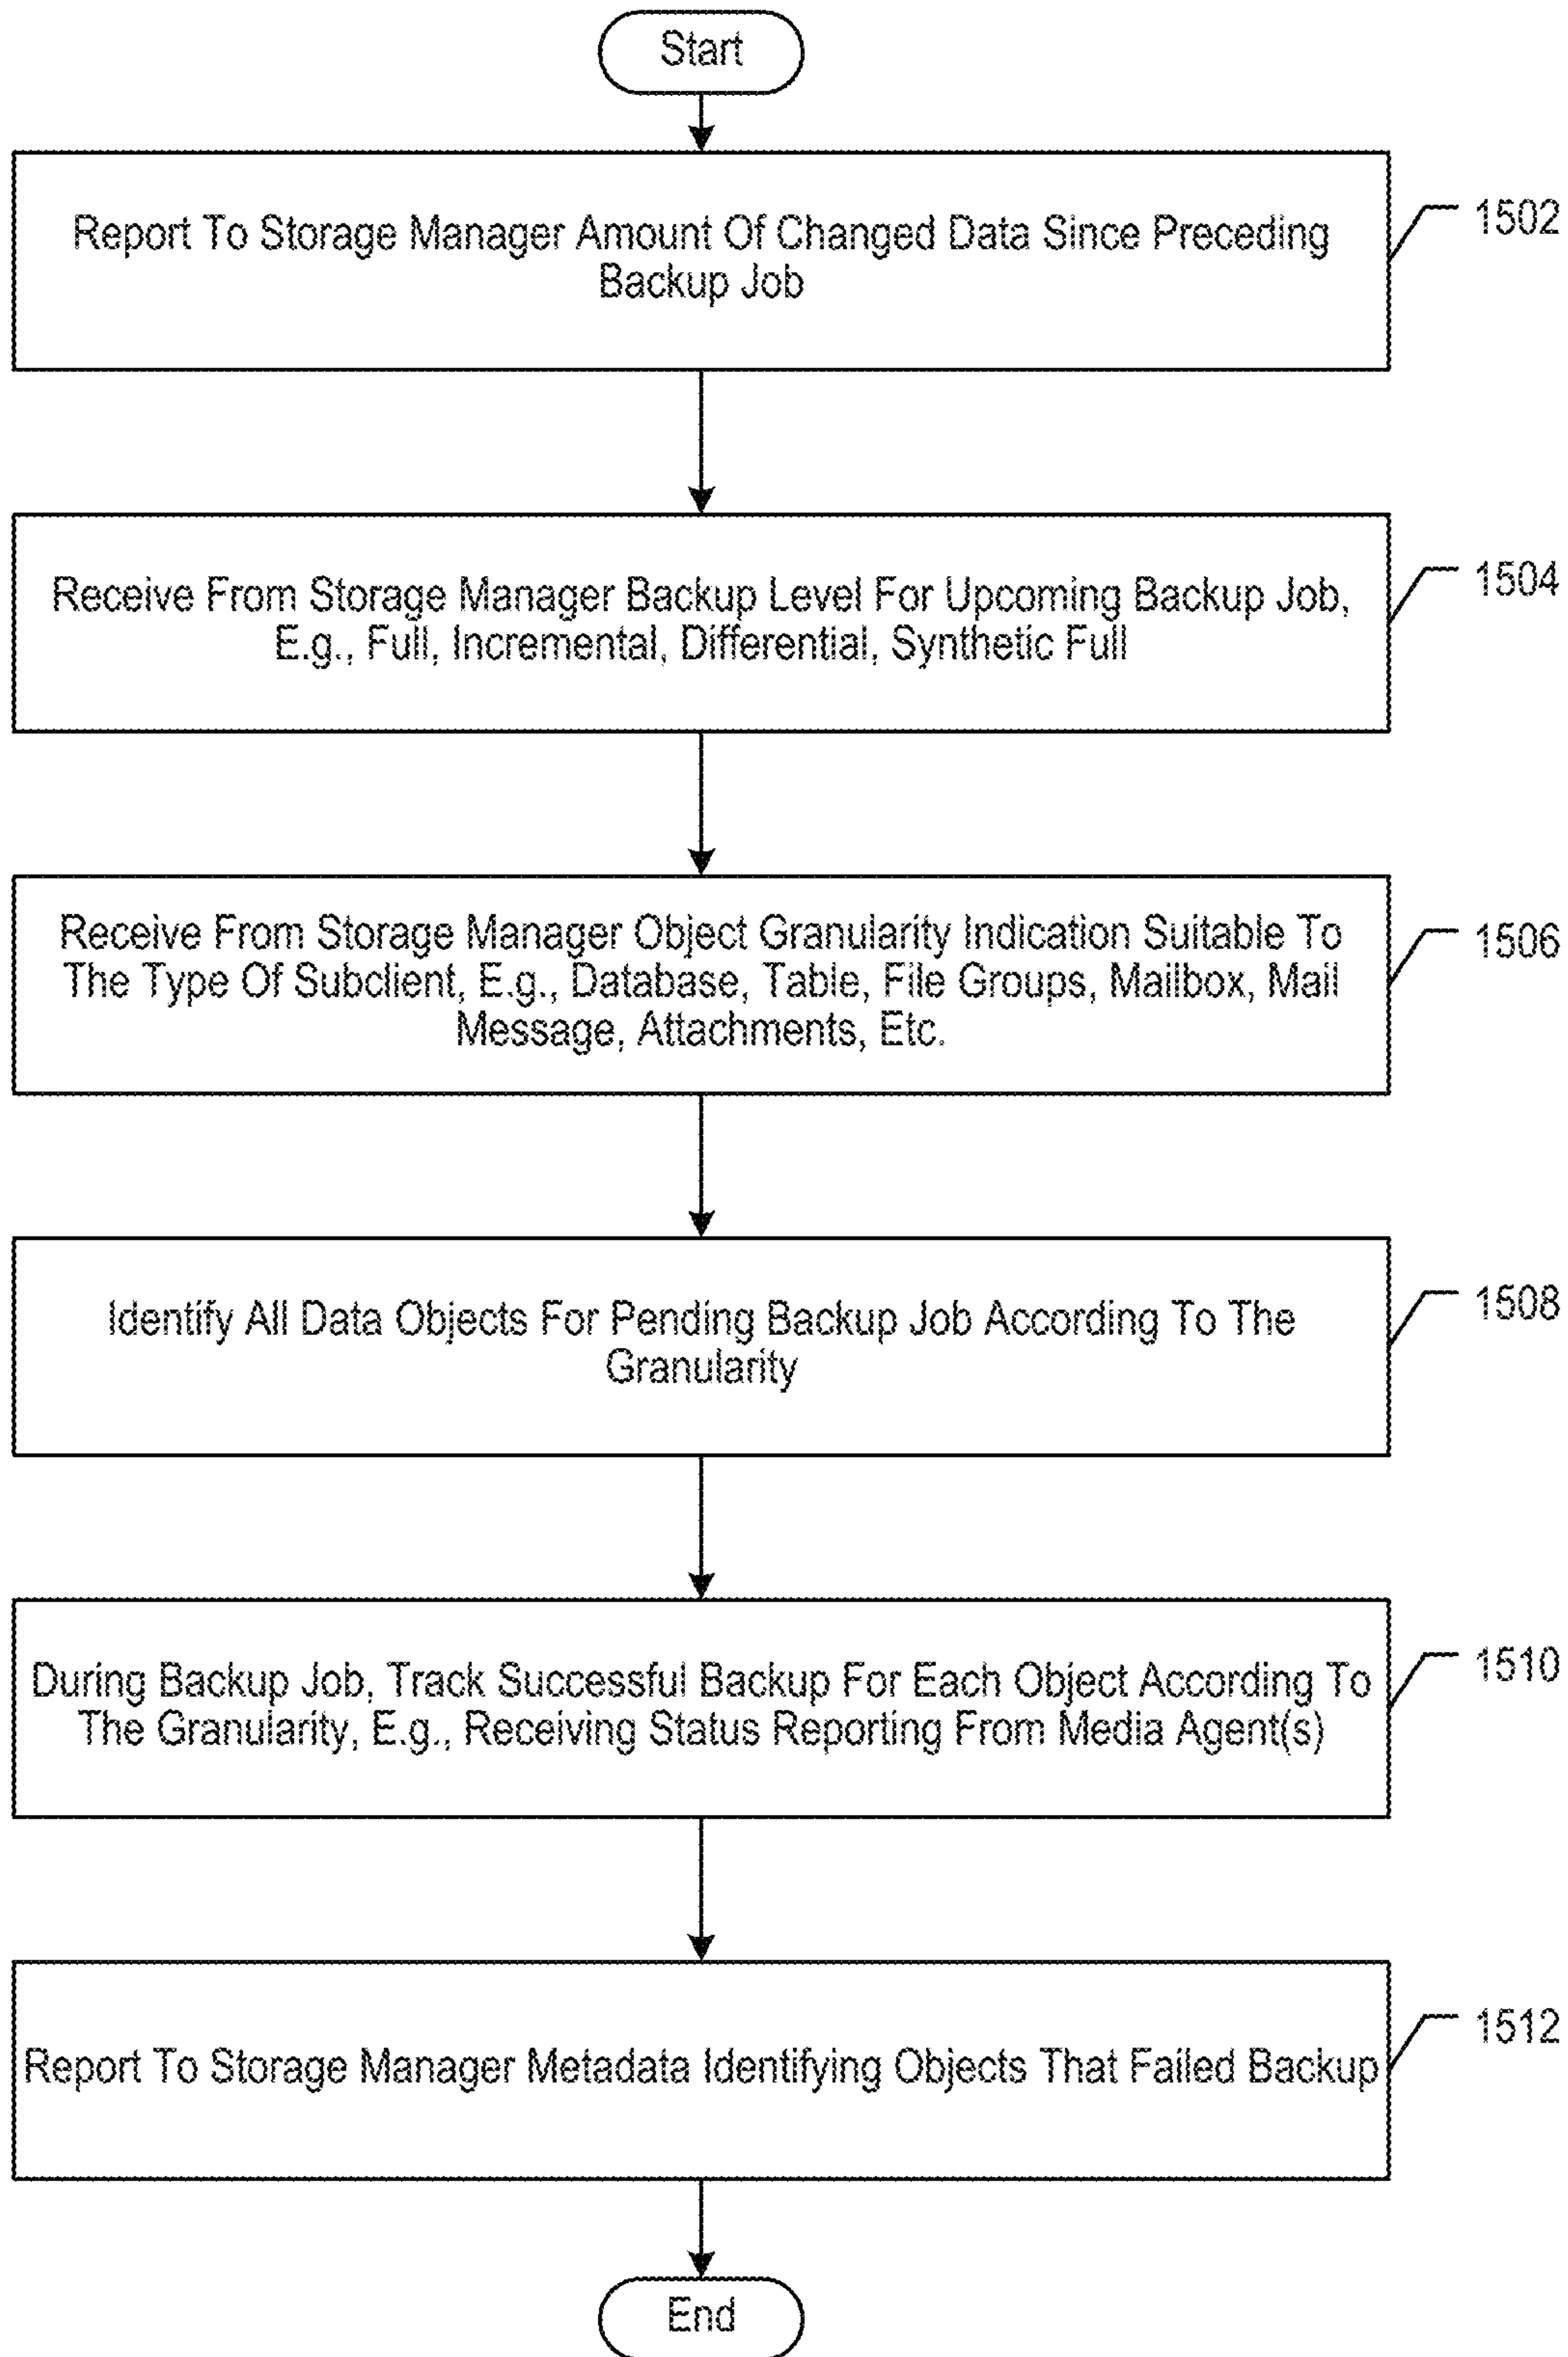 Start
Report To Storage Manager Amount Of Changed Data Since Preceding
Backup Job
1502
Receive From Storage Manager Backup Level For Upcoming Backup Job,
E.g., Full, Incremental, Differential, Synthetic Full
1504
Receive From Storage Manager Object Granularity Indication Suitable To
The Type Of Subclient, E.g., Database, Table, File Groups, Mailbox, Mail
Message, Attachments, Etc.
1506
Identify All Data Objects For Pending Backup Job According To The
Granularity
1508
During Backup Job, Track Successful Backup For Each Object According To
The Granularity, E.g., Receiving Status Reporting From Media Agent(s)
1510
Report To Storage Manager Metadata Identifying Objects That Failed Backup
1512
End